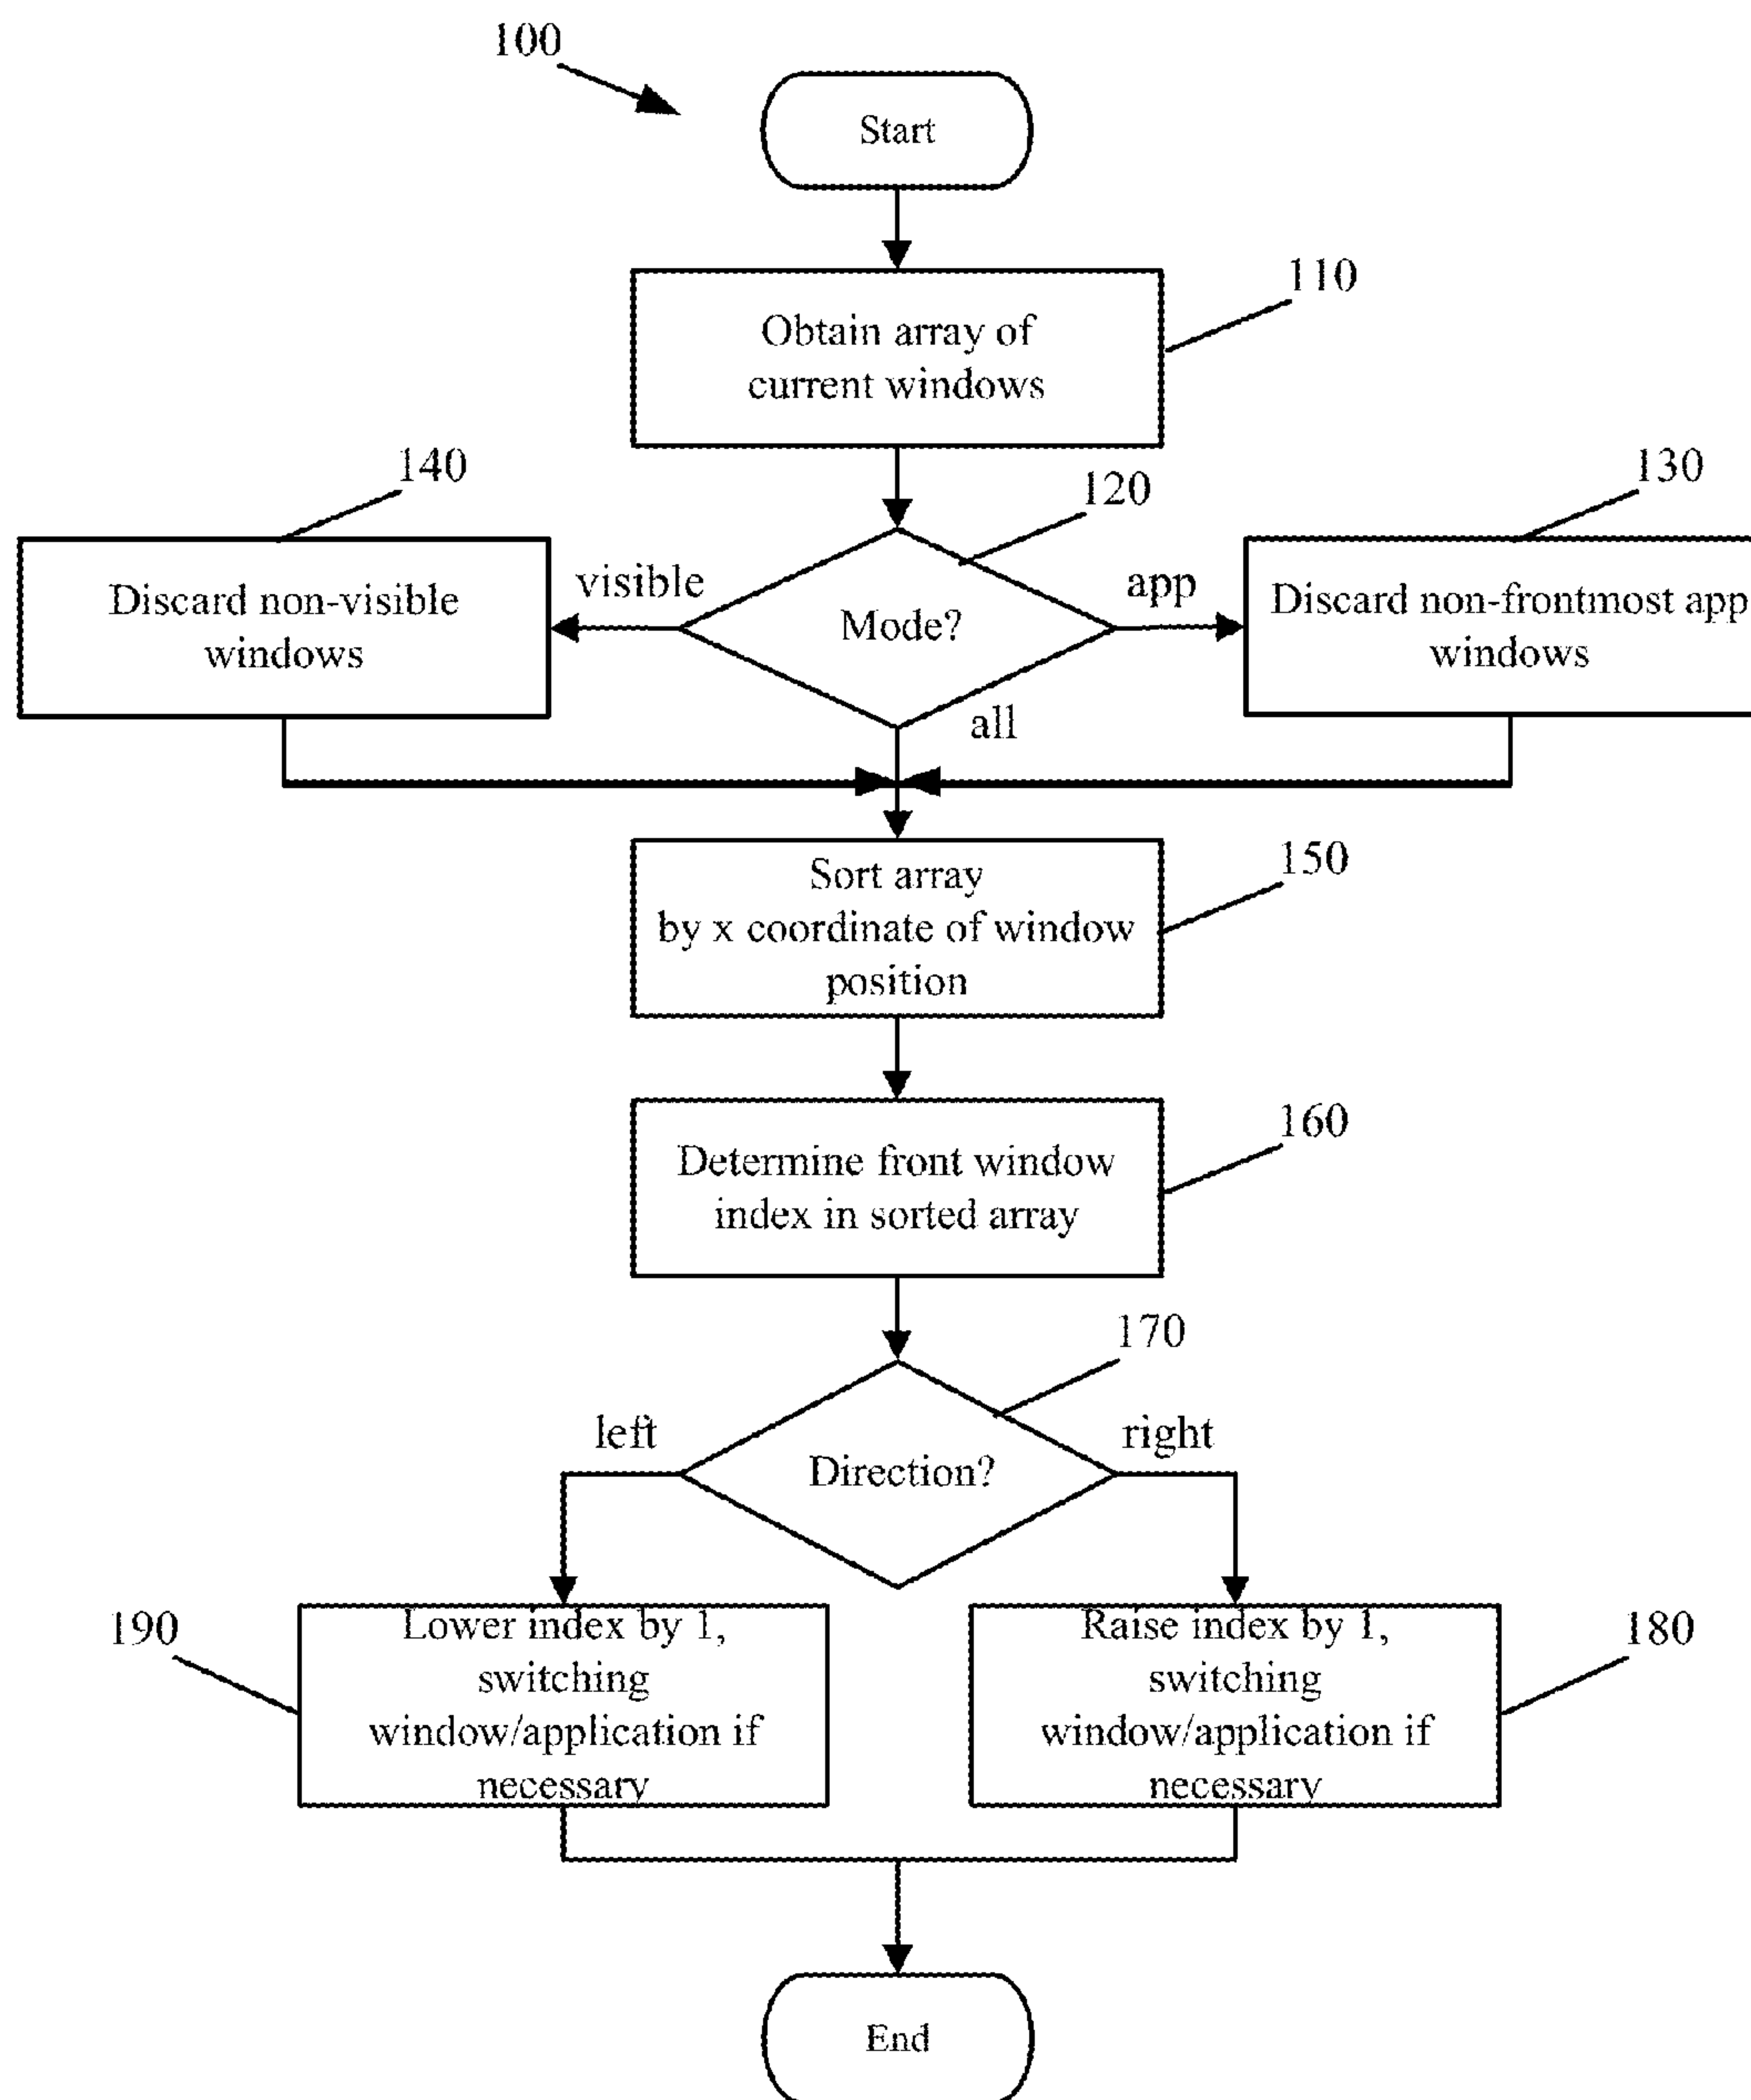 100
Start
110
Obtain array of
current windows
140
120
130
Discard non-visible
windows
visible
Mode?
app
Discard non-frontmost app
windows
all
150
Sort array
by x coordinate of window
position
160
Determine front window
index in sorted array
170
left
Direction?
right
190
Lower index by 1,
switching
window/application if
necessary
Raise index by 1,
switching
window/application if
necessary
180
End